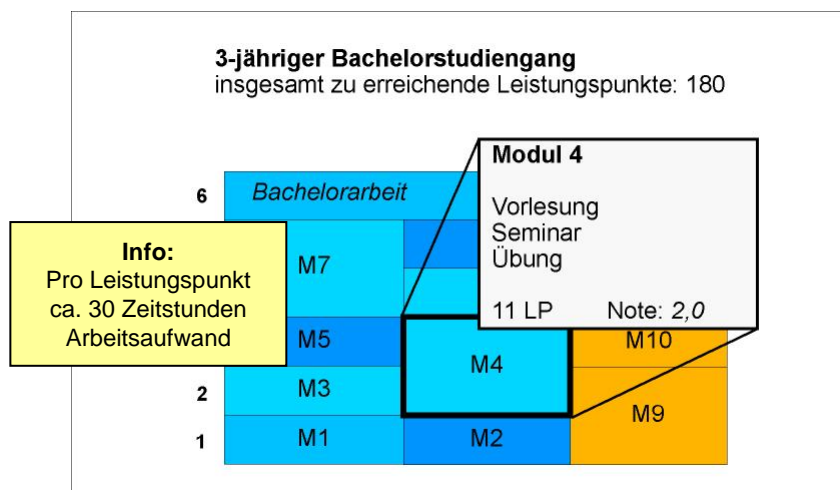 3-jähriger Bachelorstudiengang
insgesamt zu erreichende Leistungspunkte: 180
Modul 4
Vorlesung
Seminar
Übung
11 LP Note: 2,0
6 Bachelorarbeit
Info:
Pro Leistungspunkt
ca. 30 Zeitstunden
Arbeitsaufwand
M7
M5
M4
M10
2 M3
M9
1 M1 M2